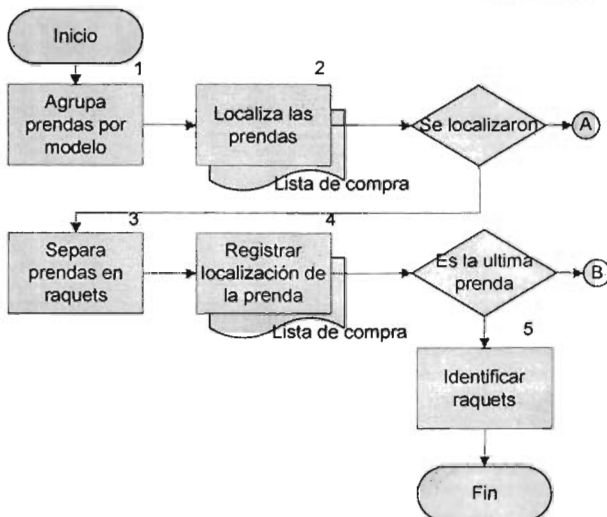 Inicio
1
Agrupa
prendas por
modelo
2
Localiza las
prendas
Lista de compra
Se localizaron
A
3
Separa
prendas en
raquets
4
Registrar
localización de
la prenda
Lista de compra
Es la ultima
prenda
B
5
Identificar
raquets
Fin